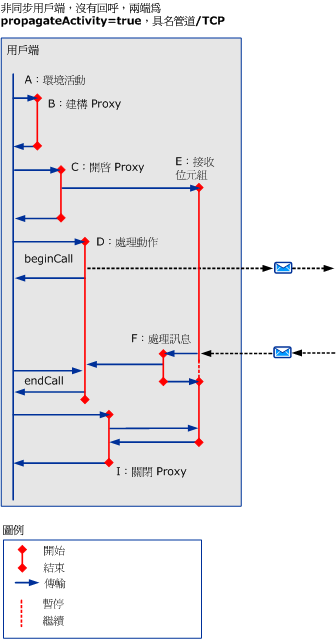 非同步用戶端，沒有回呼，兩端為
propagateActivity=true，具名管道/TCP
用戶端
A：環境活動
B：建構 Proxy
C：開啟 Proxy
E：接收
位元組
D：處理動作
beginCall
F：處理訊息
endCall
I：關閉 Proxy
圖例
開始
結束
傳輸
暫停
繼續